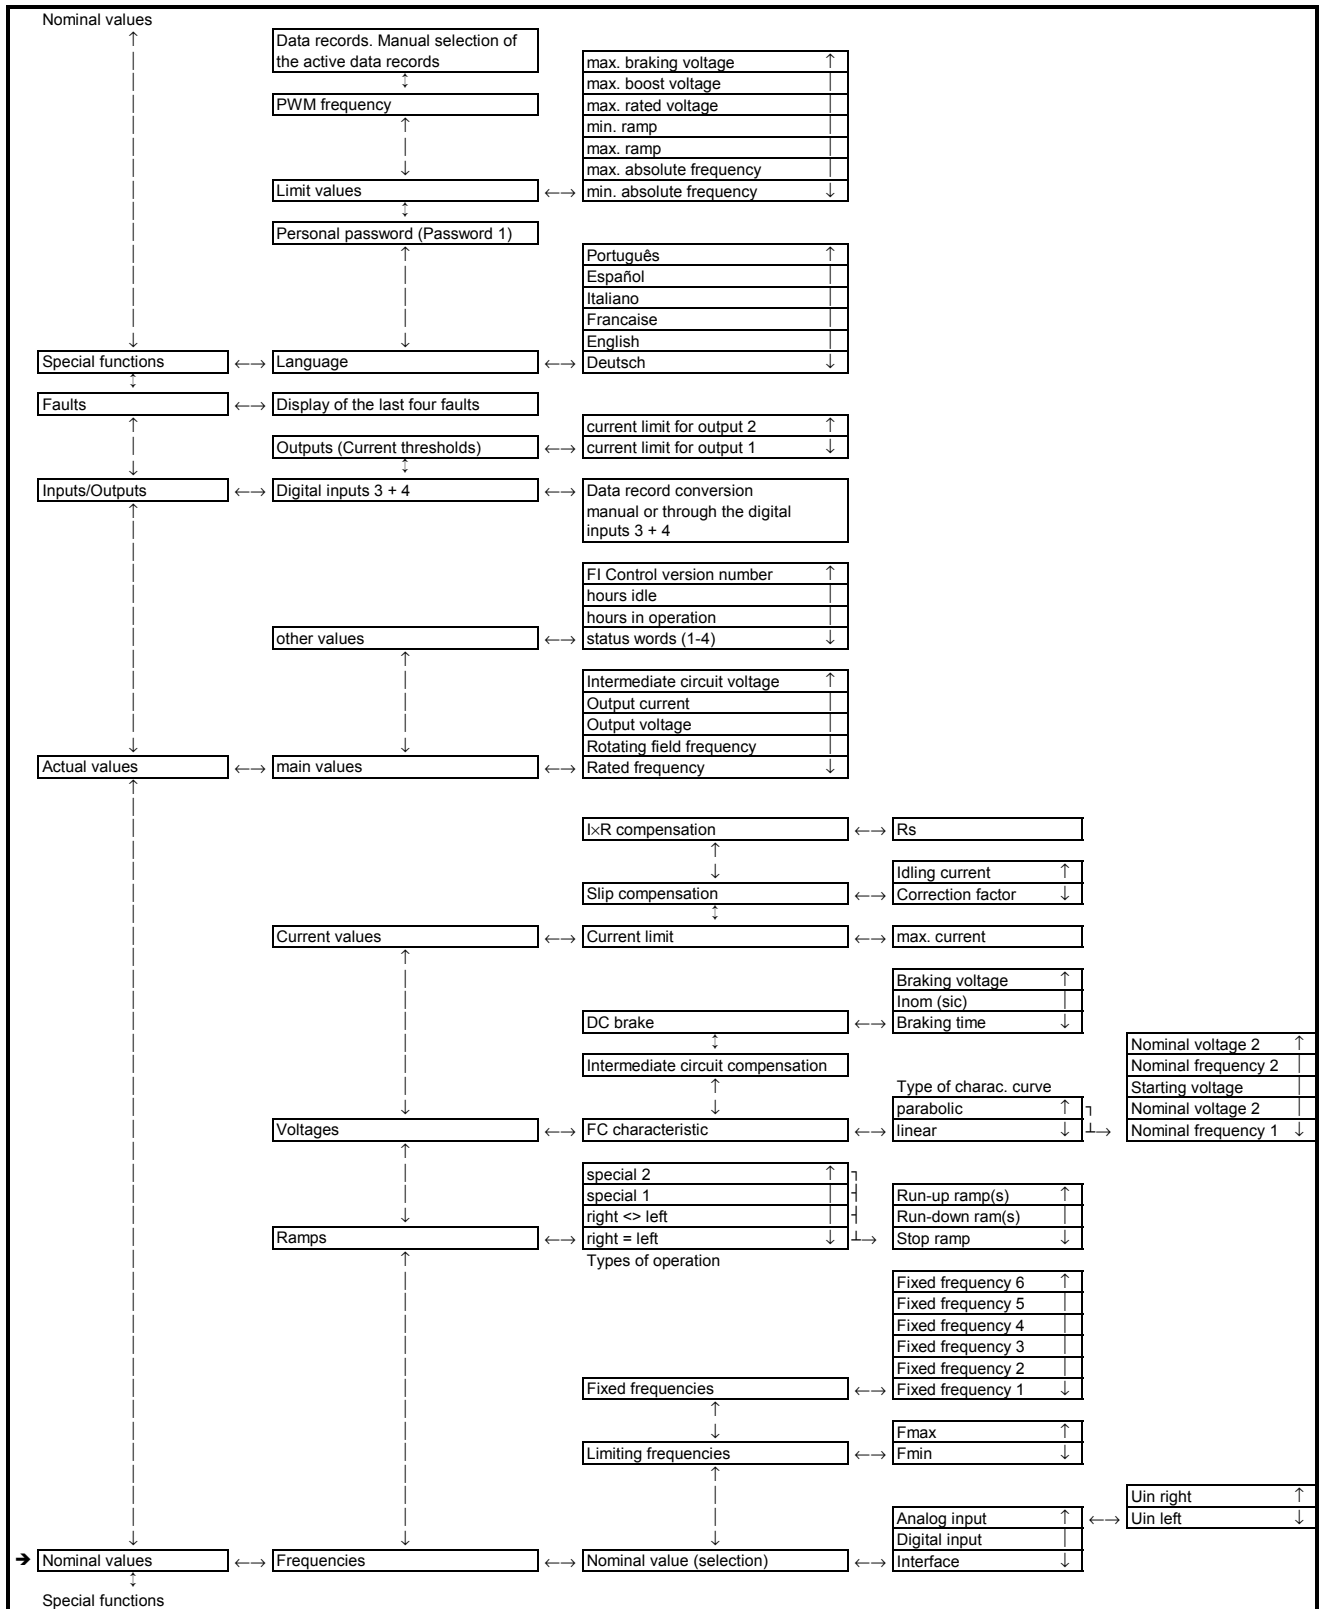 Nominal values
Data records. Manual selection of
the active data records
max. braking voltage
max. boost voltage
PWM frequency
max. rated voltage
min. ramp
max. ramp
max. absolute frequency
Limit values
min. absolute frequency
Personal password (Password 1)
Português
Español
Italiano
Francaise
English
Special functions
Language
Deutsch
Faults
Display of the last four faults
current limit for output 2
Outputs (Current thresholds)
current limit for output 1
Inputs/Outputs
Digital inputs 3 + 4
Data record conversion
manual or through the digital
inputs 3 + 4
FI Control version number
hours idle
hours in operation
other values
status words (1-4)
Intermediate circuit voltage
Output current
Output voltage
Rotating field frequency
Actual values
main values
Rated frequency
I×R compensation
Rs
Idling current
Slip compensation
Correction factor
Current values
Current limit
max. current
Braking voltage
Inom (sic)
DC brake
Braking time
Nominal voltage 2
Intermediate circuit compensation
Nominal frequency 2
Type of charac. curve
Starting voltage
parabolic
Nominal voltage 2
Voltages
FC characteristic
linear
Nominal frequency 1
special 2
special 1
Run-up ramp(s)
right <> left
Run-down ram(s)
Ramps
right = left
Stop ramp
Types of operation
Fixed frequency 6
Fixed frequency 5
Fixed frequency 4
Fixed frequency 3
Fixed frequency 2
Fixed frequencies
Fixed frequency 1
Fmax
Limiting frequencies
Fmin
Uin right
Analog input
Uin left
Digital input
Nominal values
Frequencies
Nominal value (selection)
Interface
Special functions